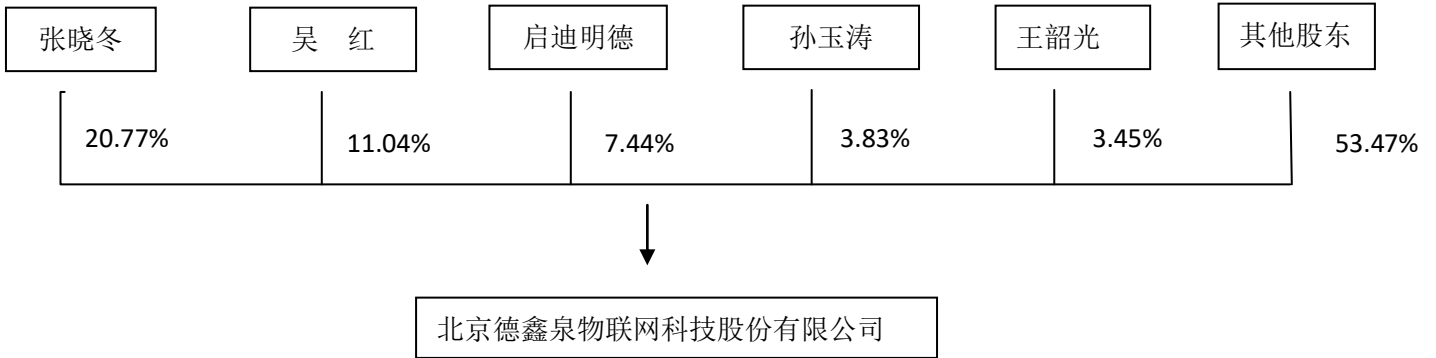 张晓冬
吴 红
启迪明德
孙玉涛
王韶光
其他股东
20.77%
11.04%
7.44%
3.83%
3.45%
53.47%
北京德鑫泉物联网科技股份有限公司